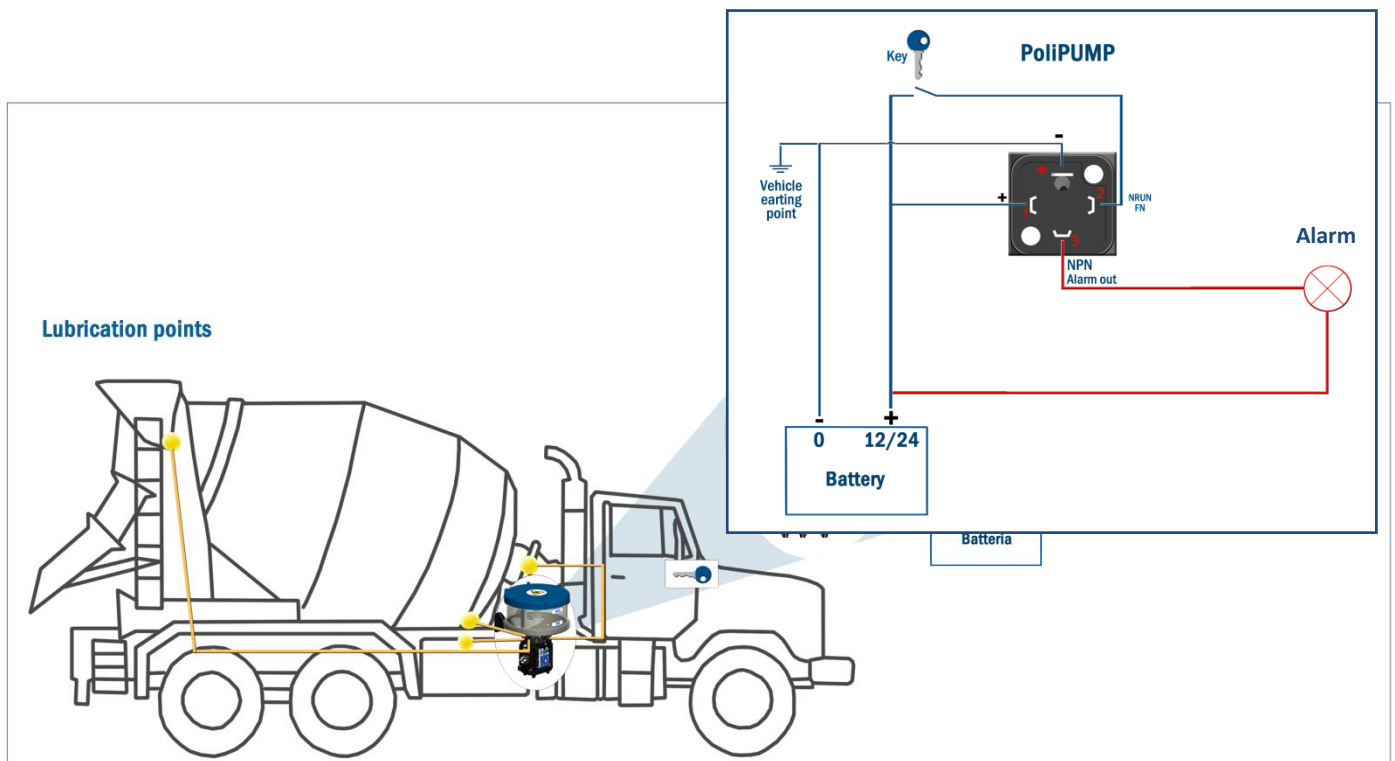 Key
PoliPUMP
-
Vehicle
earting
point
+
1
2
NRUN
FN
3
NPN
Alarm out
Alarm
Lubrication points
- +
0 12/24
Battery
Batteria